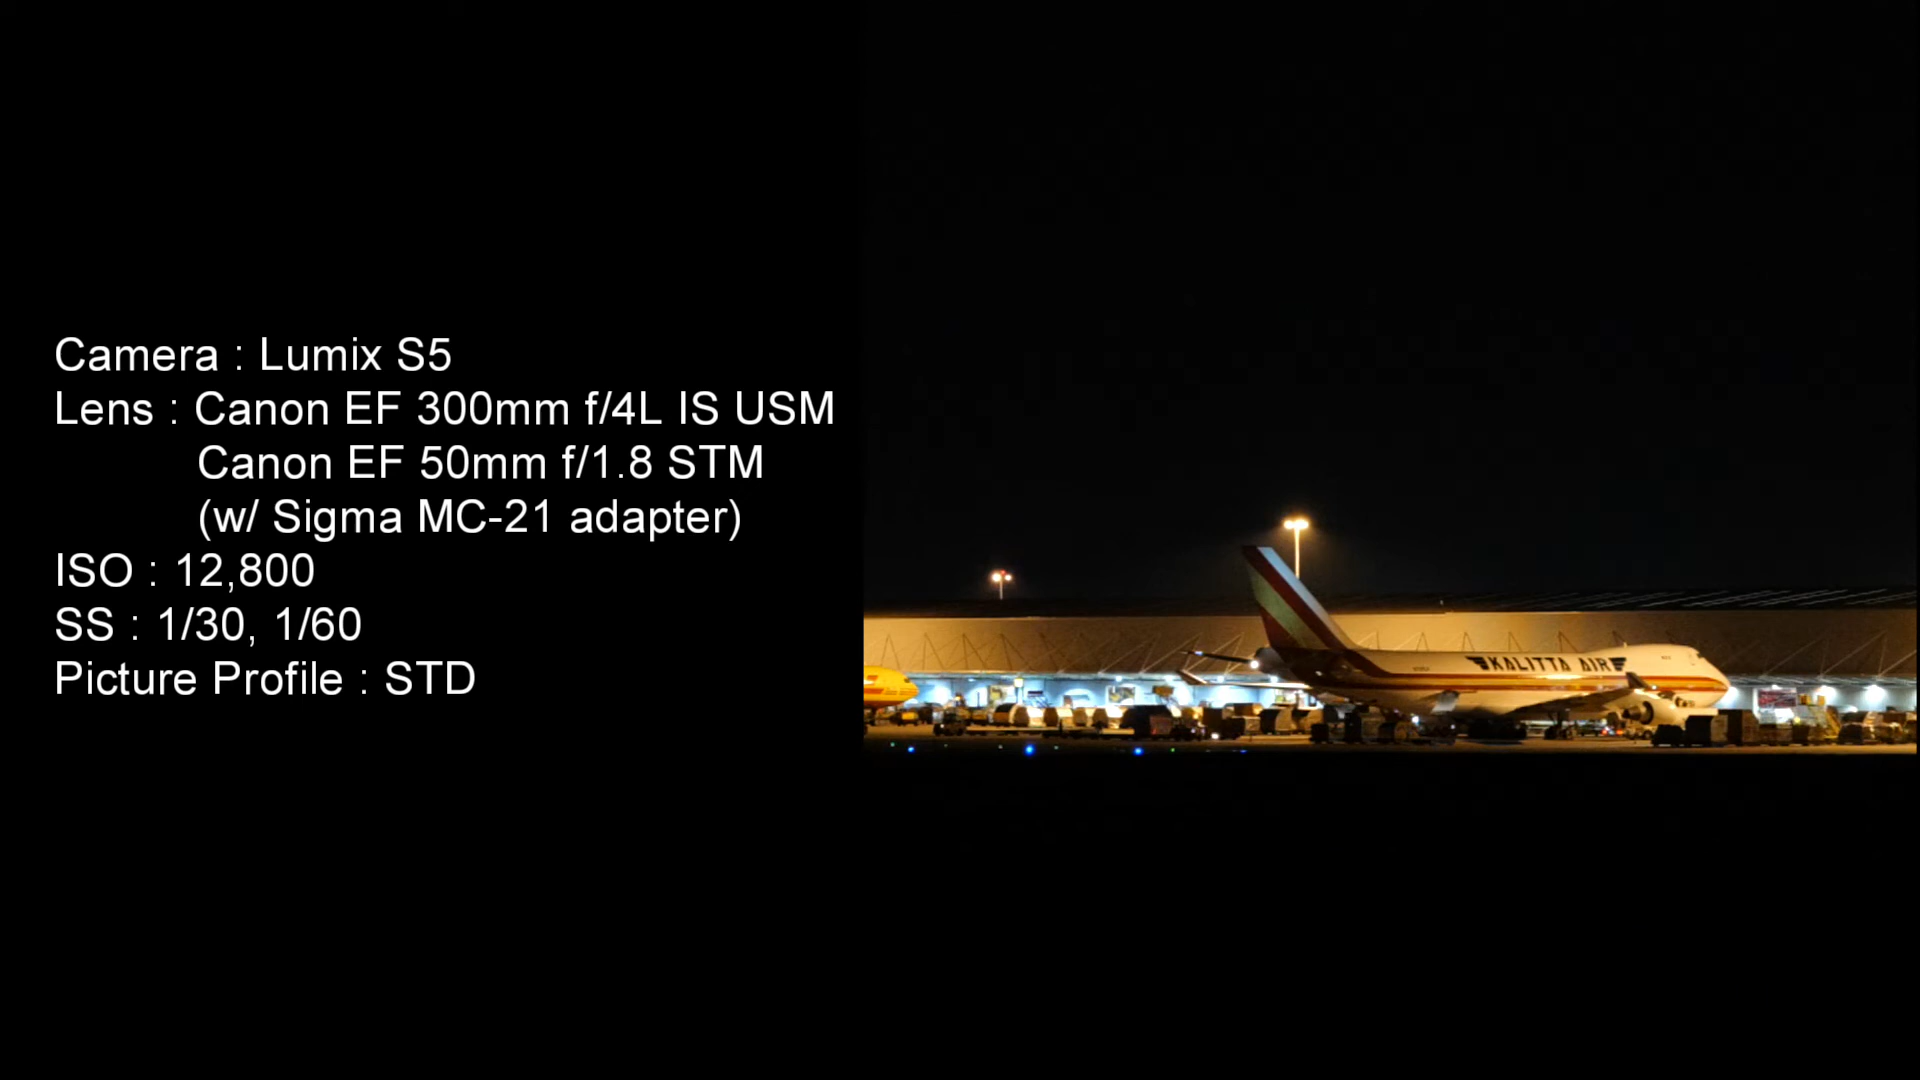 Camera : Lumix S5
Lens : Canon EF 300mm f/4L IS USM
Canon EF 50mm f/1.8 STM
(w/ Sigma MC-21 adapter)
ISO : 12,800
SS : 1/30, 1/60
Picture Profile : STD
KALITTA AIR